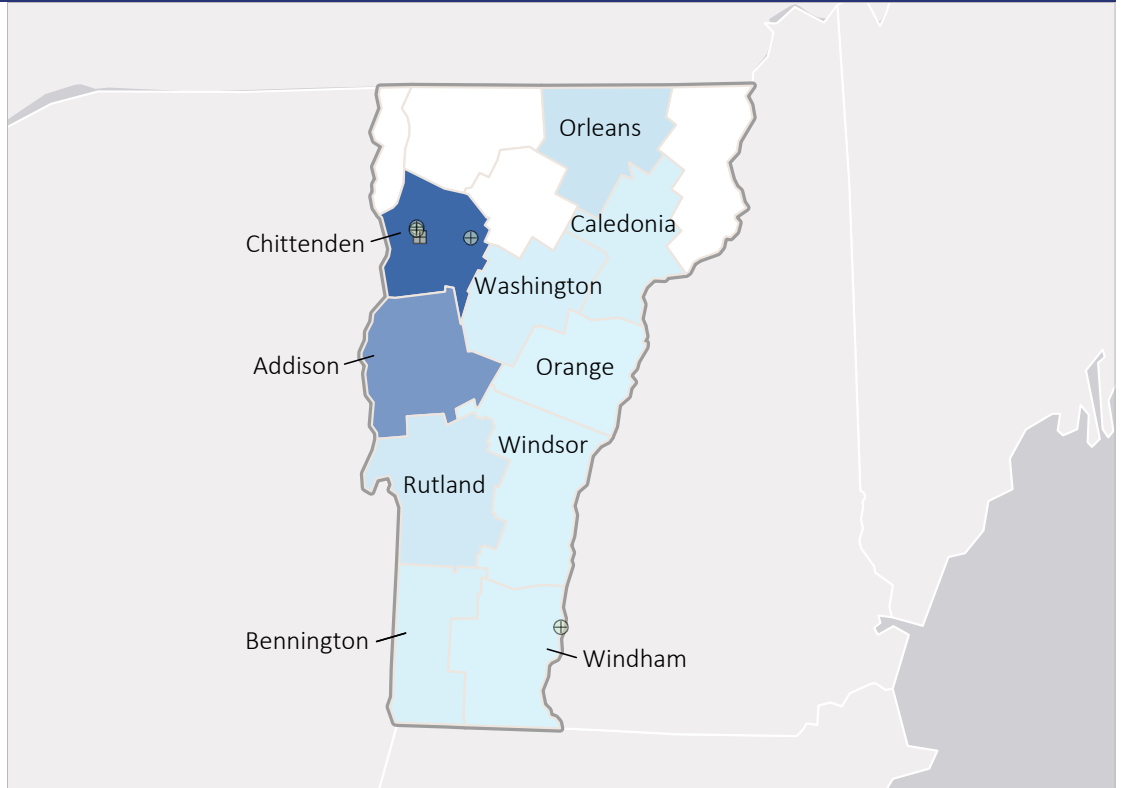 Orleans
Caledonia
Chittenden
Washington
Addison
Orange
Windsor
Rutland
Bennington
Windham